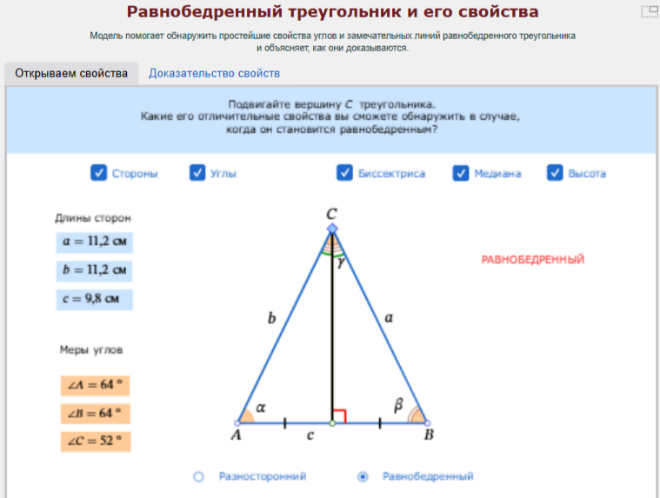 Равнобедренный треугольник и его свойства
Модель помогает обнаружить простейшие свойства углов и замечательных линий равнобедренного треугольника
и объясняет, как они доказываются.
Открываем свойства Доказательство свойств
Подвигайте вершину C треугольника.
Какие его отличительные свойства вы сможете обнаружить в случае,
когда он становится равнобедренным?
Стороны Углы Биссектриса Медиана Высота
Длины сторон
a = 11,2 см
b = 11,2 см
c = 9,8 см
C
γ
РАВНОБЕДРЕННЫЙ
b a
Меры углов
∠A = 64 °
∠B = 64 °
∠C = 52 °
α β
A c B
Разносторонний Равнобедренный